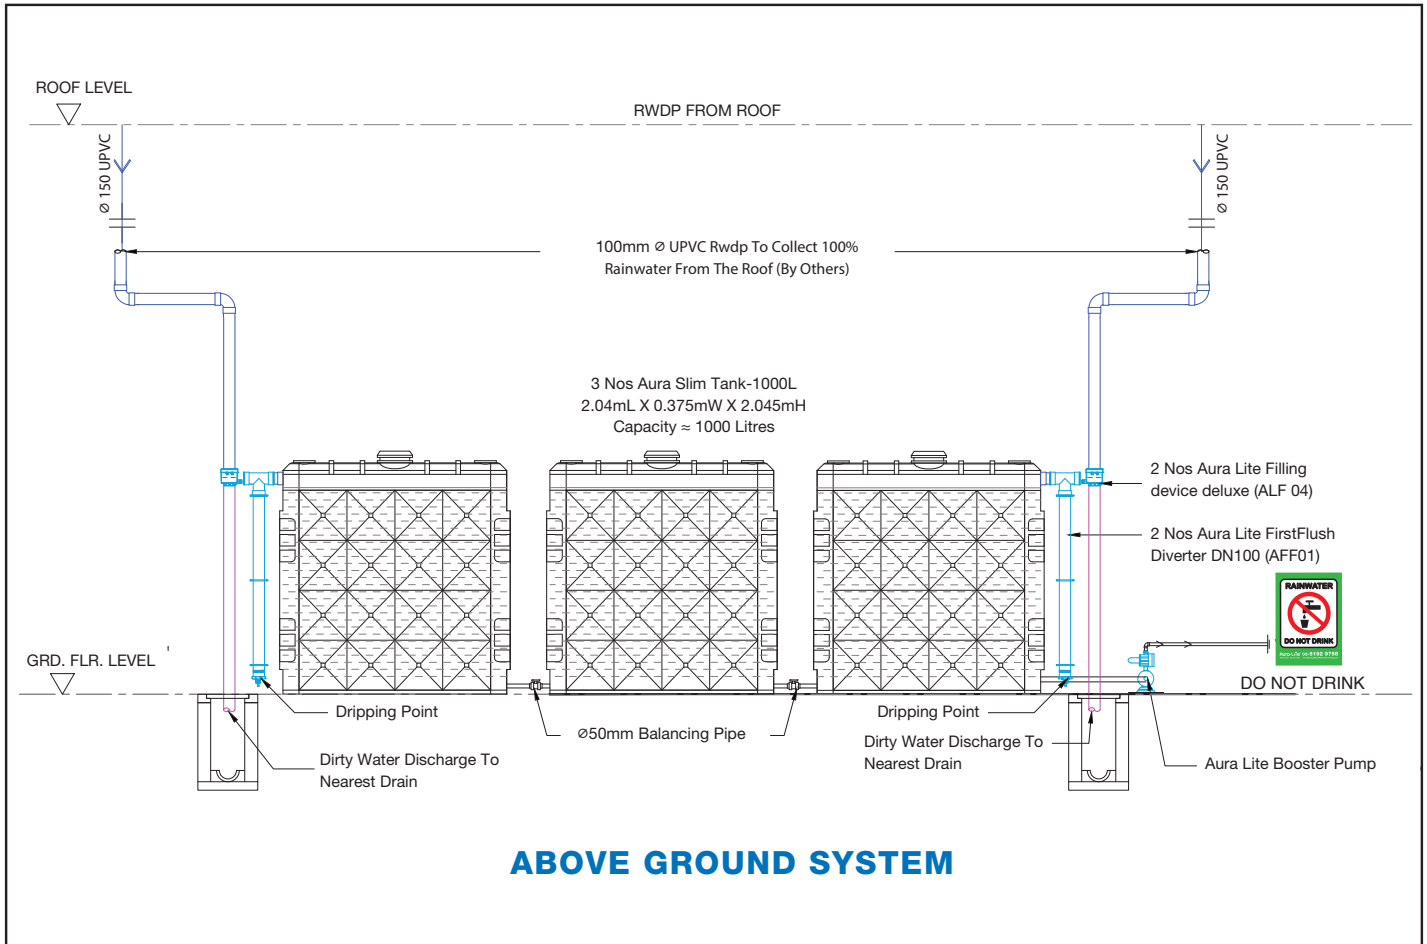 ROOF LEVEL
RWDP FROM ROOF
Ø 150 UPVC
Ø 150 UPVC
100mm Ø UPVC Rwdp To Collect 100%
Rainwater From The Roof (By Others)
3 Nos Aura Slim Tank-1000L
2.04mL X 0.375mW X 2.045mH
Capacity ≈ 1000 Litres
2 Nos Aura Lite Filling
device deluxe (ALF 04)
2 Nos Aura Lite FirstFlush
Diverter DN100 (AFF01)
RAINWATER
DO NOT DRINK
GRD. FLR. LEVEL
DO NOT DRINK
Dripping Point
Dripping Point
Ø50mm Balancing Pipe
Dirty Water Discharge To
Nearest Drain
Dirty Water Discharge To
Nearest Drain
Aura Lite Booster Pump
ABOVE GROUND SYSTEM